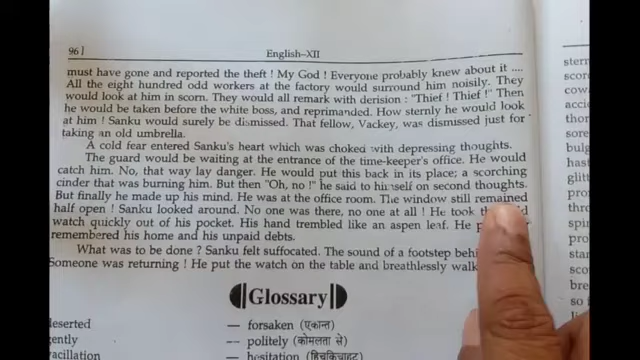 96]
English–XII
must have gone and reported the theft ! My God ! Everyone probably knew about it ....
All the eight hundred odd workers at the factory would surround him noisily. They
would look at him in scorn. They would all remark with derision : "Thief ! Thief !" Then
he would be taken before the white boss, and reprimanded. How sternly he would look
at him ! Sanku would surely be dismissed. That fellow, Vackey, was dismissed just for
taking an old umbrella.
A cold fear entered Sanku's heart which was choked with depressing thoughts.
The guard would be waiting at the entrance of the time-keeper's office. He would
catch him. No, that way lay danger. He would put this back in its place; a scorching
cinder that was burning him. But then "Oh, no !" he said to himself on second thoughts.
But finally he made up his mind. He was at the office room. The window still remained
half open ! Sanku looked around. No one was there, no one at all ! He took
watch quickly out of his pocket. His hand trembled like an aspen leaf. He
remembered his home and his unpaid debts.
What was to be done ? Sanku felt suffocated. The sound of a footstep
Someone was returning ! He put the watch on the table and breathlessly
Glossary
— forsaken (एकान्त)
— politely (कोमलता से)
— hesitation (हिचकिचाहट)